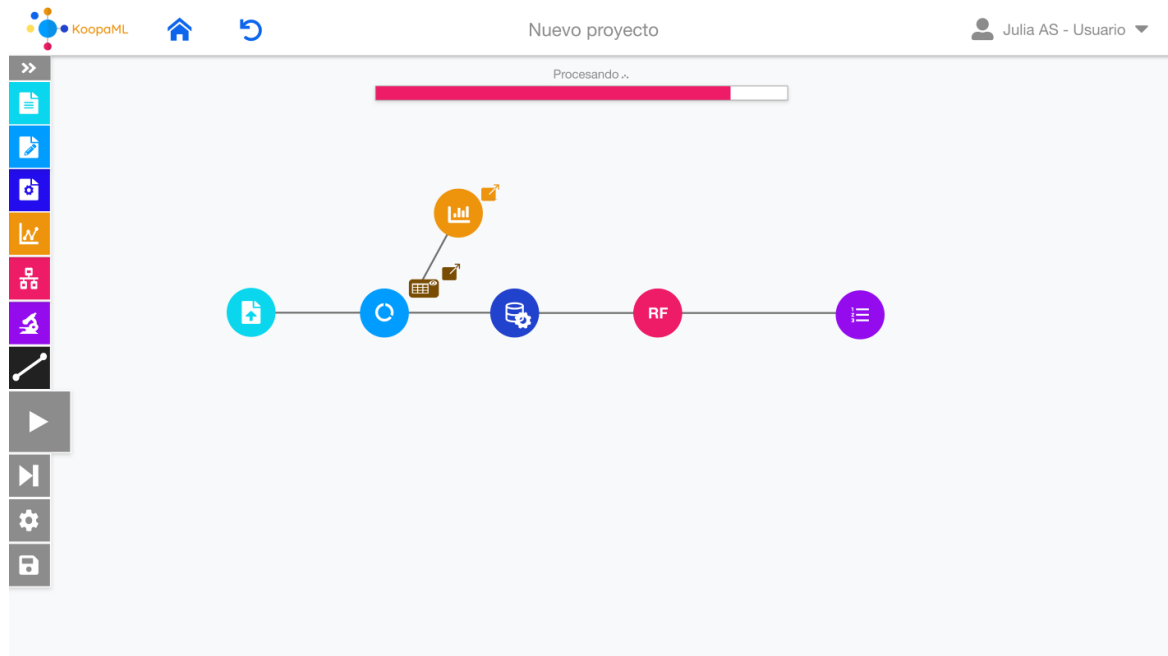 KoopaML
Nuevo proyecto
Julia AS - Usuario
Procesando
RF